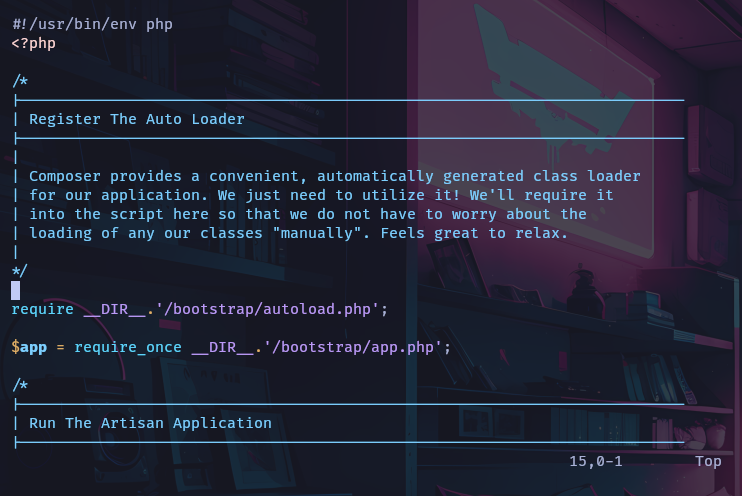 #!/usr/bin/env php
<?php
/*
|--------------------------------------------------------------------------
| Register The Auto Loader
|--------------------------------------------------------------------------
|
| Composer provides a convenient, automatically generated class loader
| for our application. We just need to utilize it! We'll require it
| into the script here so that we do not have to worry about the
| loading of any our classes "manually". Feels great to relax.
|
*/
require __DIR__.'/bootstrap/autoload.php';
$app = require_once __DIR__.'/bootstrap/app.php';
/*
|--------------------------------------------------------------------------
| Run The Artisan Application
|--------------------------------------------------------------------------
15,0-1 Top